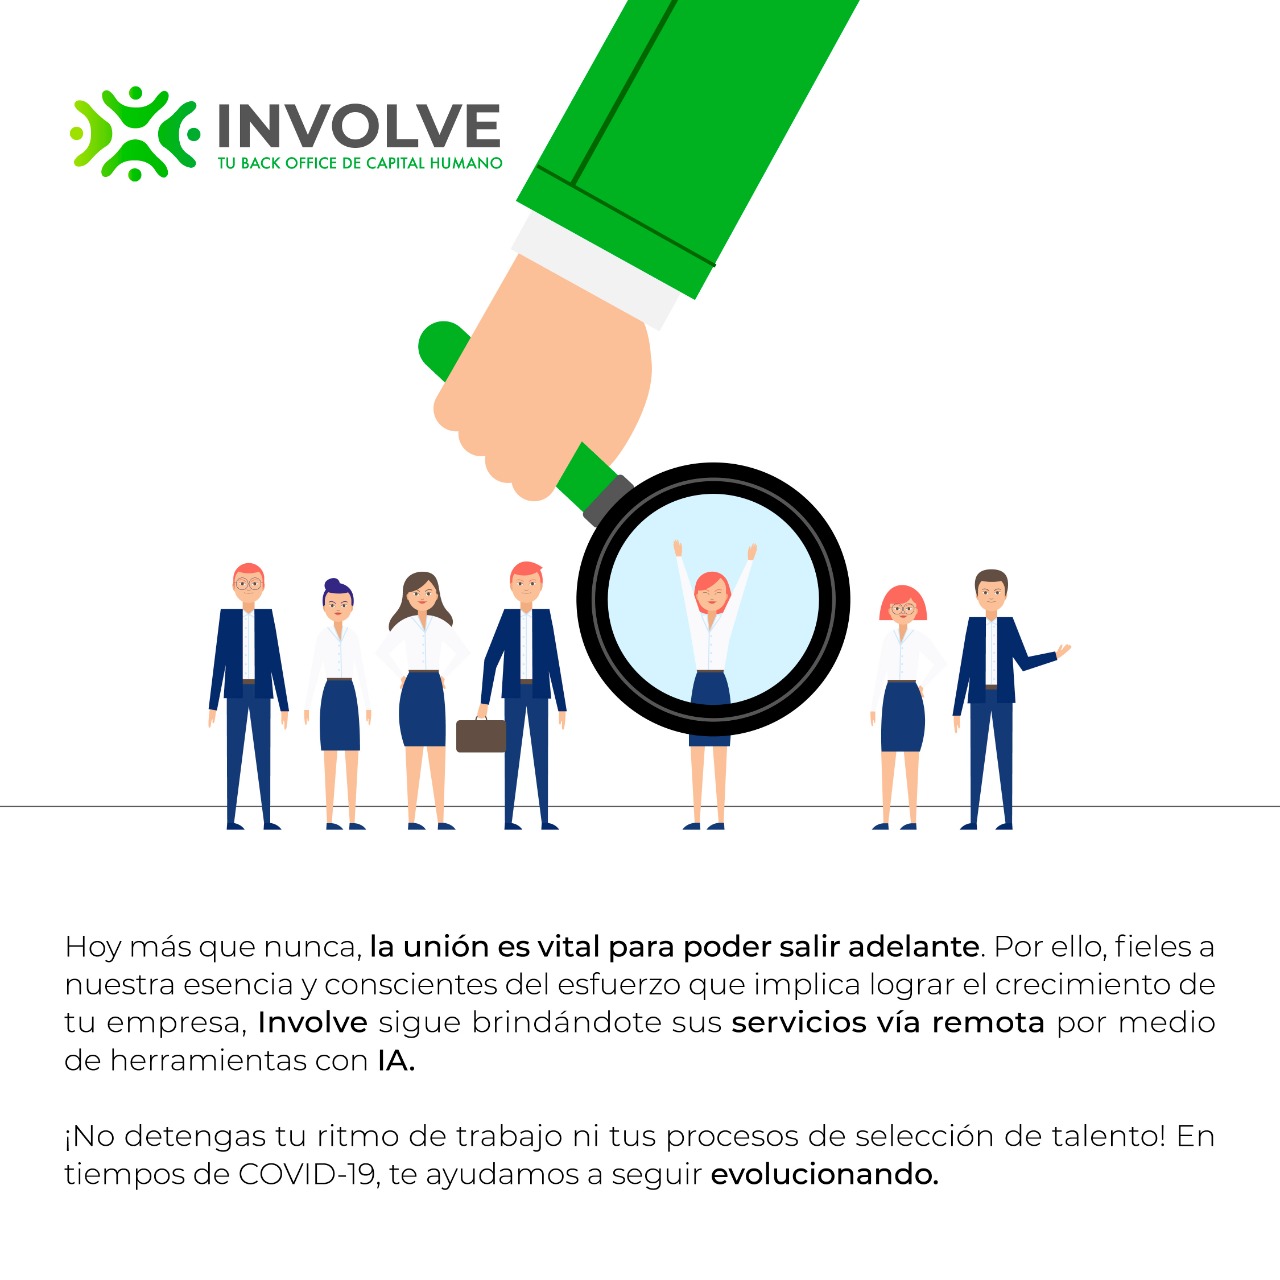 INVOLVE
TU BACK OFFICE DE CAPITAL HUMANO
Hoy más que nunca, la unión es vital para poder salir adelante. Por ello, fieles a
nuestra esencia y conscientes del esfuerzo que implica lograr el crecimiento de
tu empresa, Involve sigue brindándote sus servicios vía remota por medio
de herramientas con IA.
¡No detengas tu ritmo de trabajo ni tus procesos de selección de talento! En
tiempos de COVID-19, te ayudamos a seguir evolucionando.